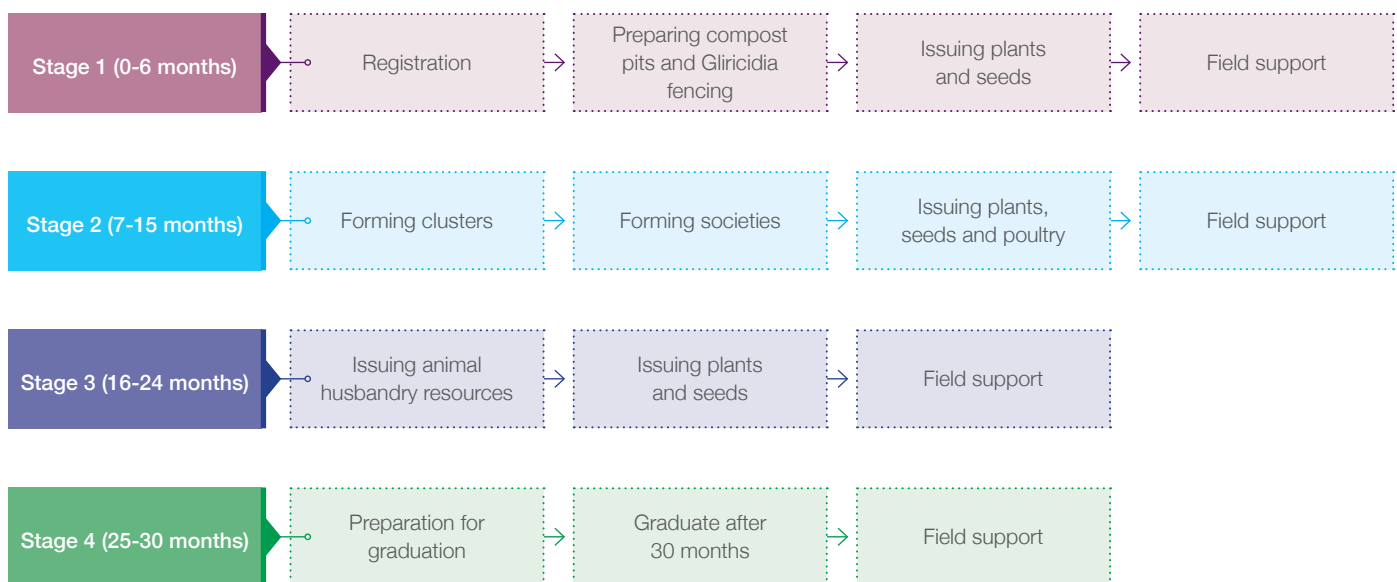 Stage 1 (0-6 months)
Registration
Preparing compost
pits and Gliricidia
fencing
Issuing plants
and seeds
Field support
Stage 2 (7-15 months)
Forming clusters
Forming societies
Issuing plants,
seeds and poultry
Field support
Stage 3 (16-24 months)
Issuing animal
husbandry resources
Issuing plants
and seeds
Field support
Stage 4 (25-30 months)
Preparation for
graduation
Graduate after
30 months
Field support